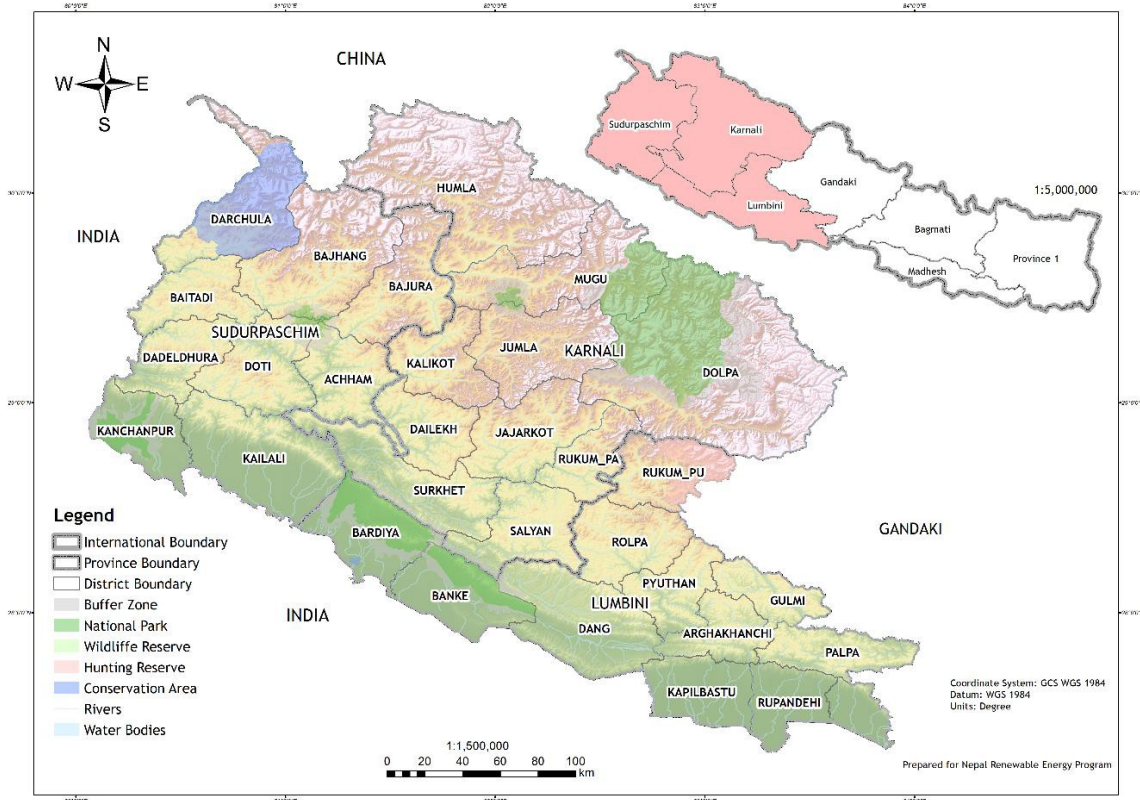 N
W E
S
CHINA
INDIA
INDIA
GANDAKI
Sudurpaschim
Karnali
Gandaki
Lumbini
Bagmati
Madhesh
Province 1
1:5,000,000
HUMLA
DARCHULA
BAJHANG
BAJURA
MUGU
BAITADI
SUDURPASCHIM
DADELDHURA
DOTI
ACHHAM
KALIKOT
JUMLA
KARNALI
DOLPA
KANCHANPUR
KAILALI
DAILEKH
JAJARKOT
RUKUM_PA
RUKUM_PU
SURKHET
SALYAN
ROLPA
BARDIYA
BANKE
PYUTHAN
GULMI
LUMBINI
DANG
ARGHAKHANCHI
PALPA
KAPILBASTU
RUPANDEHI
Legend
International Boundary
Province Boundary
District Boundary
Buffer Zone
National Park
Wildliffe Reserve
Hunting Reserve
Conservation Area
Rivers
Water Bodies
1:1,500,000
0 20 40 60 80 100
km
Coordinate System: GCS WGS 1984
Datum: WGS 1984
Units: Degree
Prepared for Nepal Renewable Energy Program